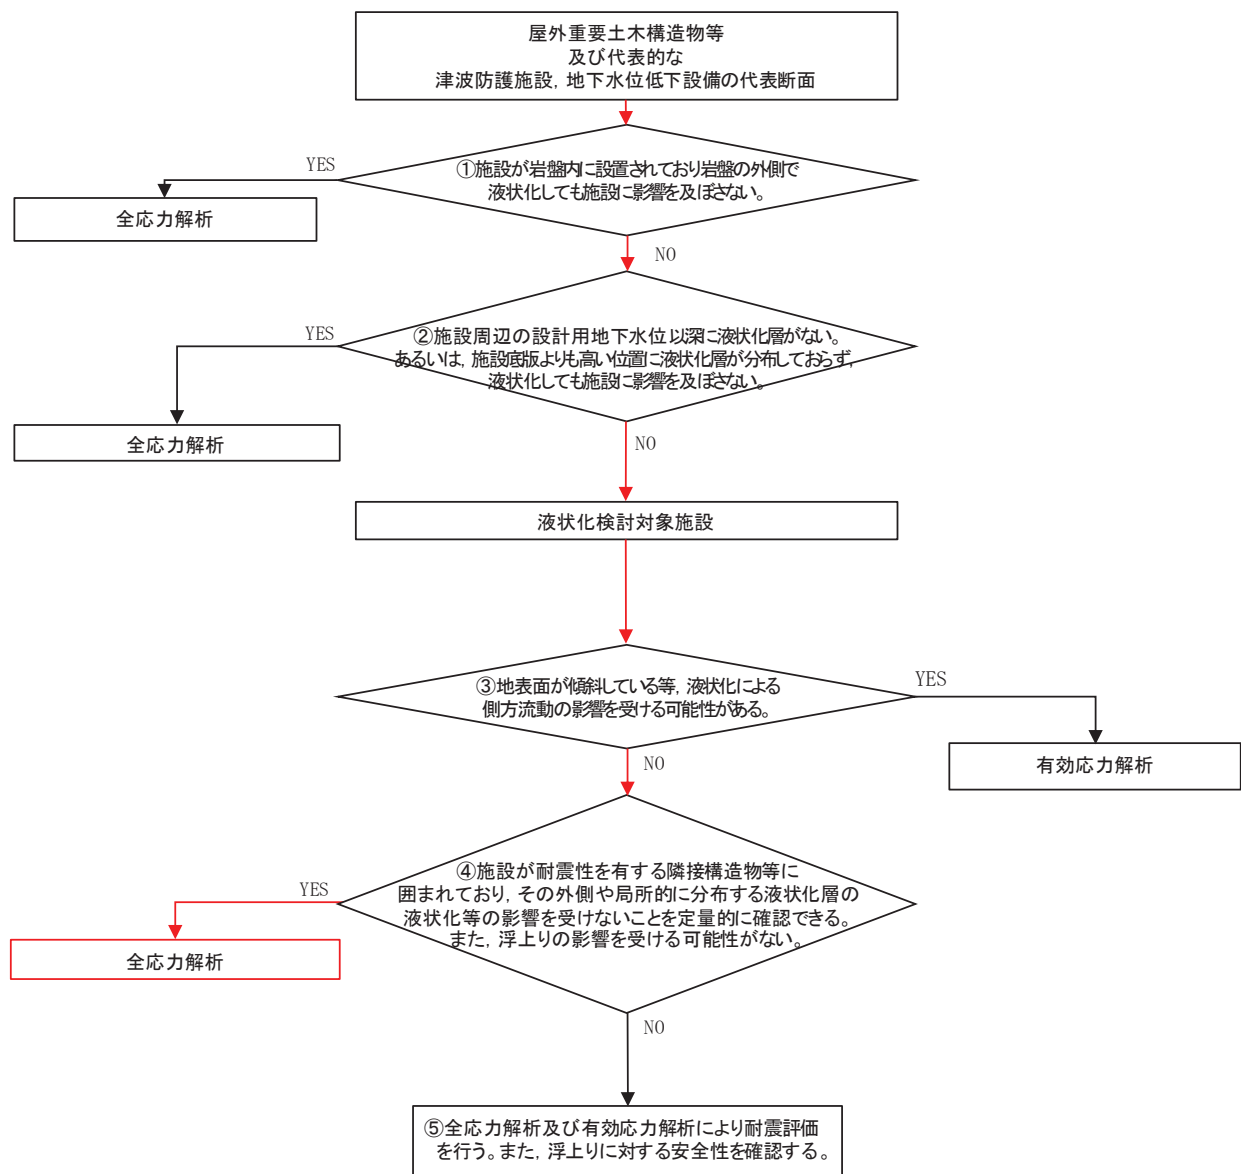 屋外重要土木構造物等
及び代表的な
津波防護施設,地下水位低下設備の代表断面
YES
①施設が岩盤内に設置されており岩盤の外側で
液状化しても施設に影響を及ぼさない。
全応力解析
NO
YES
②施設周辺の設計用地下水位以深に液状化層がない。
あるいは,施設底版よりも高い位置に液状化層が分布しておらず,
液状化しても施設に影響を及ぼさない。
全応力解析
NO
液状化検討対象施設
③地表面が傾斜している等,液状化による
側方流動の影響を受ける可能性がある。
YES
有効応力解析
NO
YES
④施設が耐震性を有する隣接構造物等に
囲まれており,その外側や局所的に分布する液状化層の
液状化等の影響を受けないことを定量的に確認できる。
また,浮上りの影響を受ける可能性がない。
全応力解析
NO
⑤全応力解析及び有効応力解析により耐震評価
を行う。また,浮上りに対する安全性を確認する。